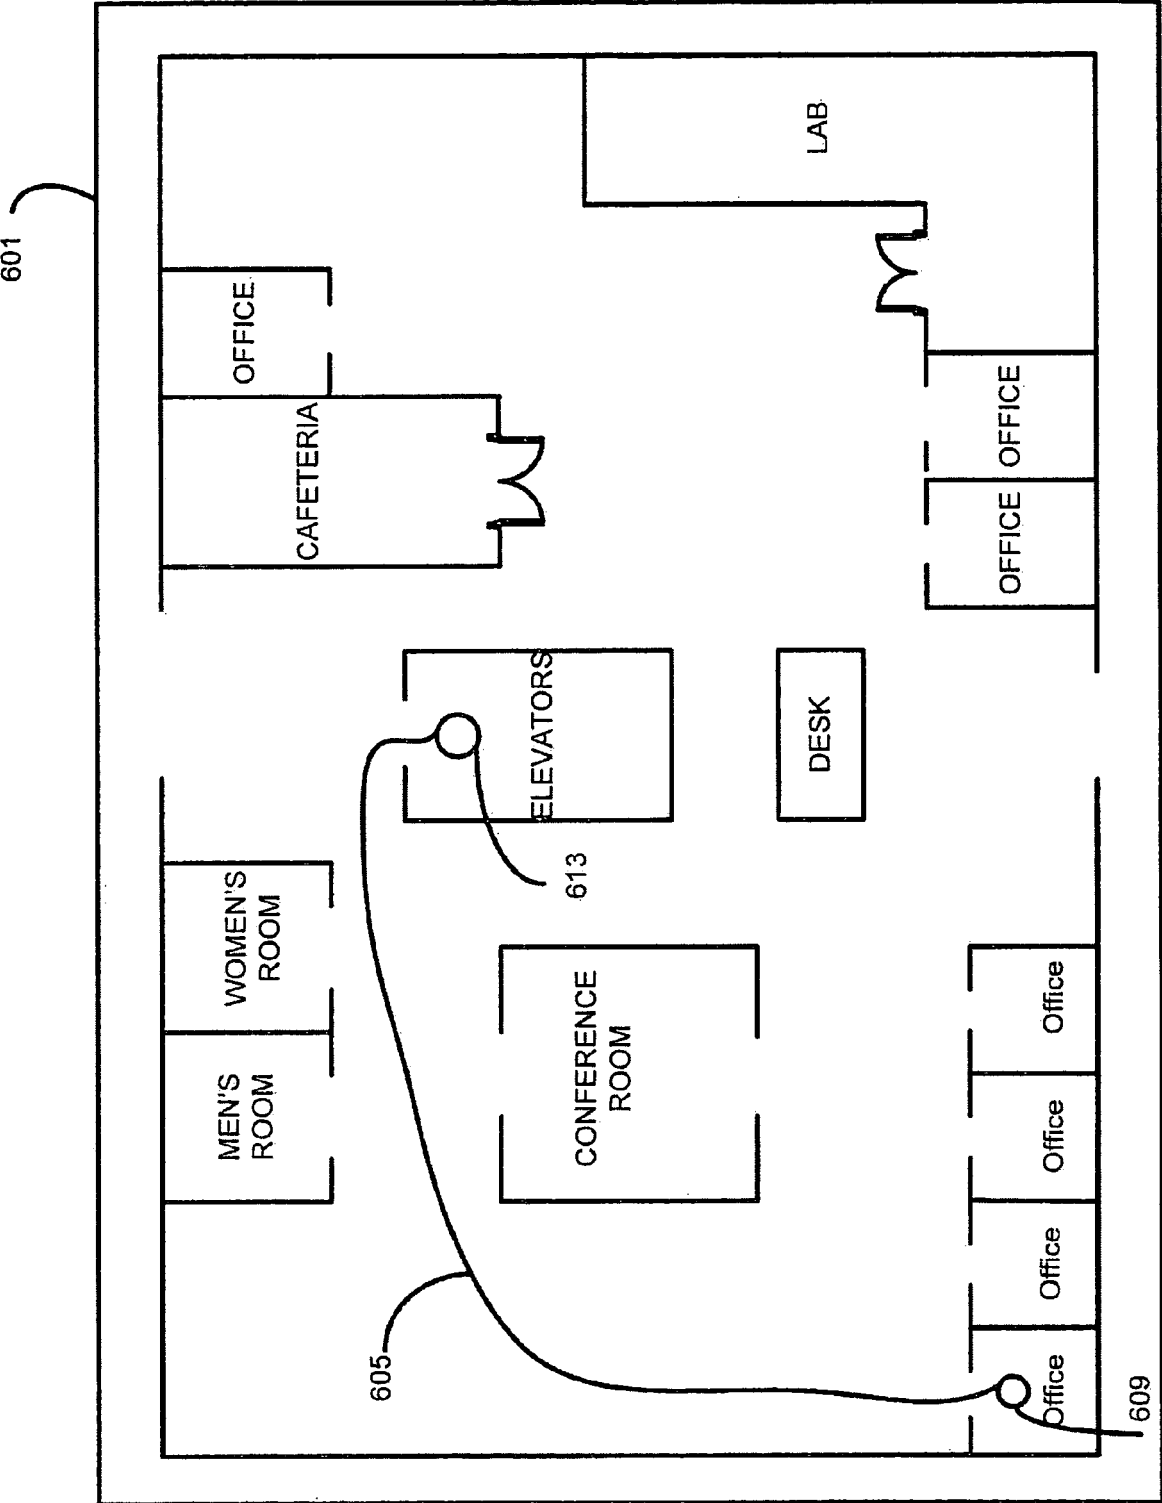 601
MEN'S
ROOM
WOMEN'S
ROOM
CAFETERIA
OFFICE
605
ELEVATORS
CONFERENCE
ROOM
613
DESK
LAB
OFFICE
OFFICE
Office
Office
Office
Office
609